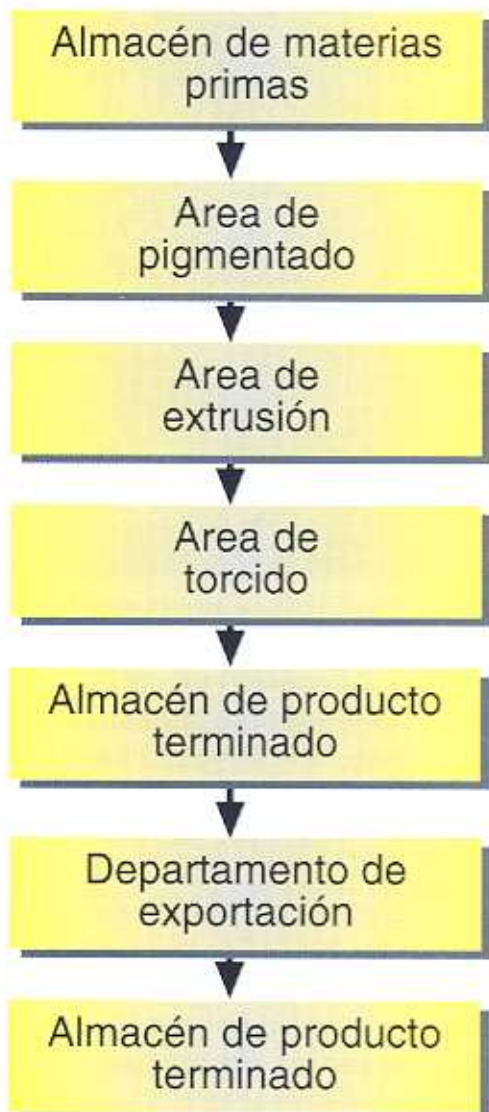 Almacén de materias
primas
Area de
pigmentado
Area de
extrusión
Area de
torcido
Almacén de producto
terminado
Departamento de
exportación
Almacén de producto
terminado